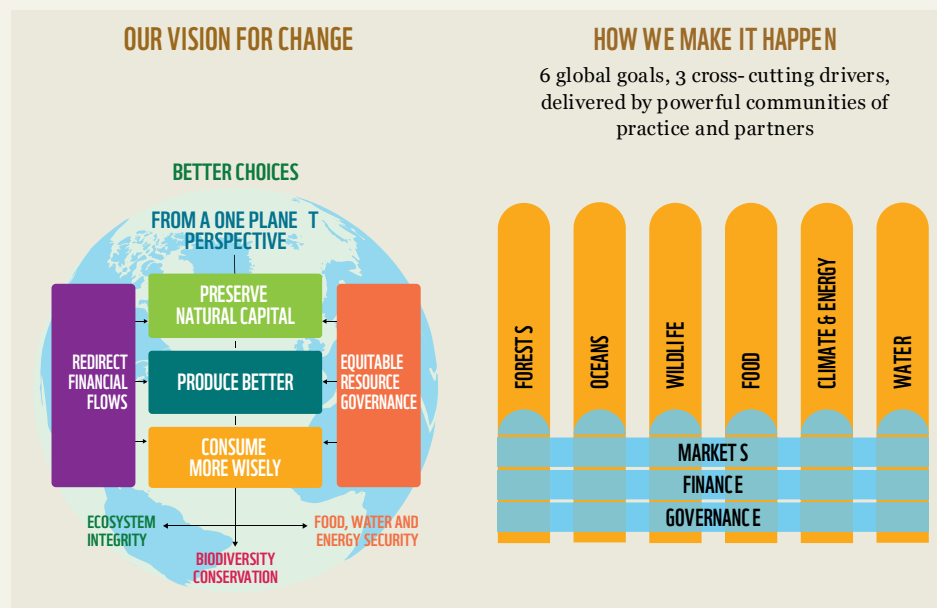 OUR VISION FOR CHANGE
BETTER CHOICES
FROM A ONE PLANE T
PERSPECTIVE
PRESERVE
NATURAL CAPITAL
REDIRECT
FINANCIAL
FLOWS
PRODUCE BETTER
EQUITABLE
RESOURCE
GOVERNANCE
CONSUME
MORE WISELY
ECOSYSTEM
INTEGRITY
FOOD, WATER AND
ENERGY SECURITY
BIODIVERSITY
CONSERVATION
HOW WE MAKE IT HAPPEN
6 global goals, 3 cross- cutting drivers,
delivered by powerful communities of
practice and partners
FOREST S
OCEANS
WILDLIFE
FOOD
CLIMATE & ENERGY
WATER
MARKET S
FINANCE
GOVERNANCE